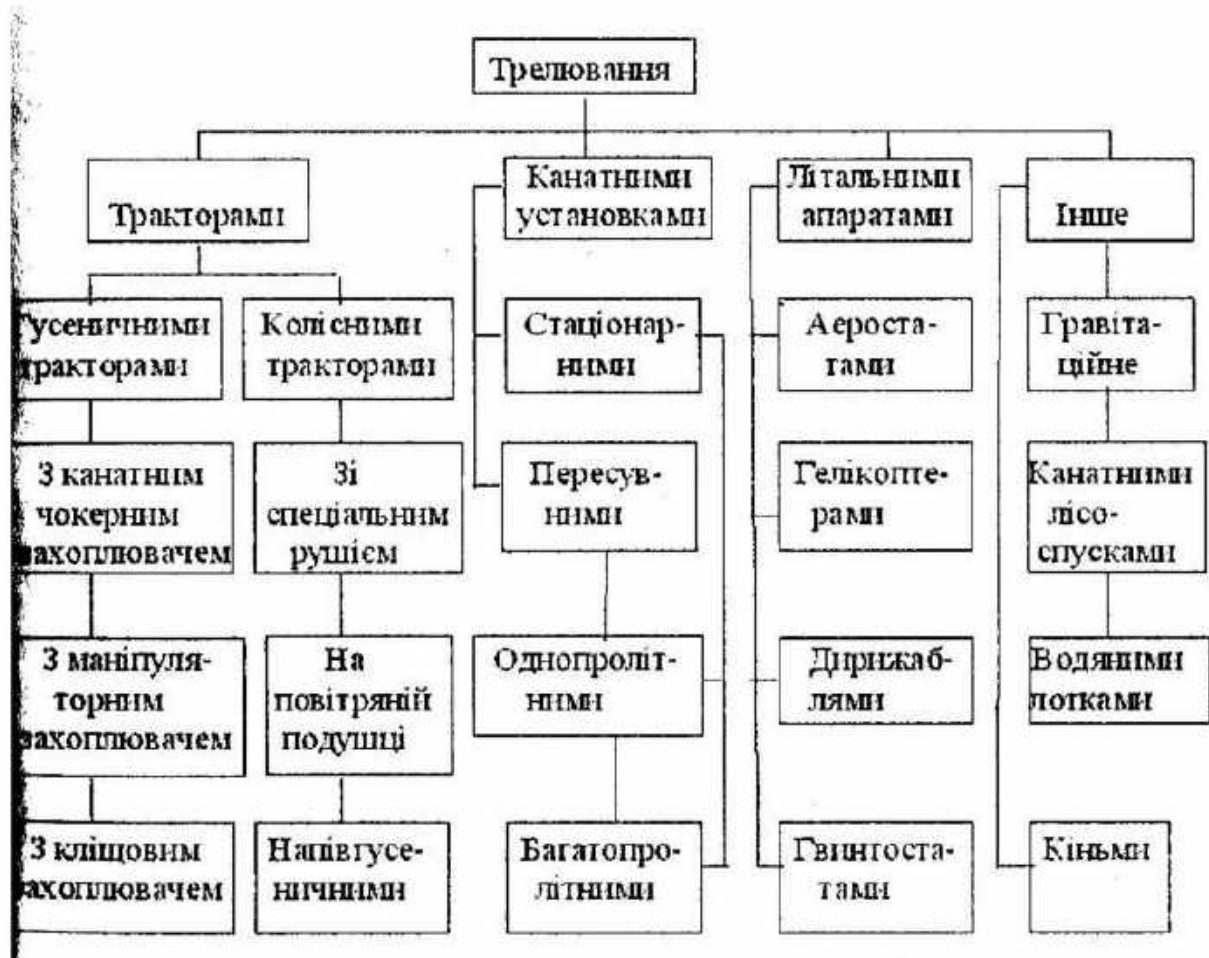 Трелювання
Тракторами
Канатними
установками
Літальними
апаратами
Інше
Гусеничними
тракторами
Колісними
тракторами
Стаціонар-
ними
Аероста-
тами
Гравіта-
ційне
З канатним
чокерним
захоплювачем
Зі
спеціальним
рушієм
Пересув-
ними
Гелікопте-
рами
Канатними
лісо-
спусками
З маніпуля-
торним
захоплювачем
На
повітряній
подушці
Однопроліт-
ними
Дирижаб-
лями
Водяними
лотками
З кліщовим
захоплювачем
Напівгусе-
ничними
Багатопро-
літними
Гвинтоста-
тами
Кіньми